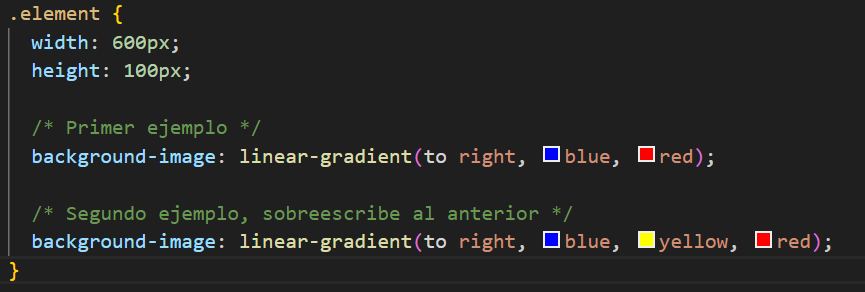 .element {
width: 600px;
height: 100px;
/* Primer ejemplo */
background-image: linear-gradient(to right, blue, red);
/* Segundo ejemplo, sobreescribe al anterior */
background-image: linear-gradient(to right, blue, yellow, red);
}